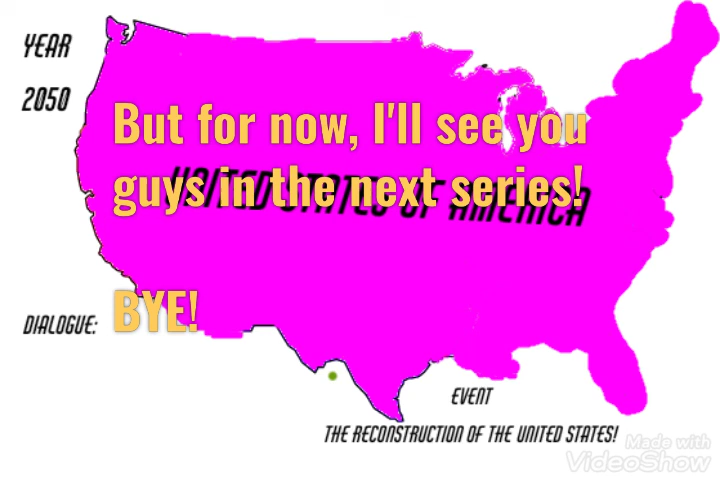 YEAR
2050
But for now, I'll see you
guys in the next series!
UNITED STATES OF AMERICA
BYE!
DIALOGUE:
EVENT
THE RECONSTRUCTION OF THE UNITED STATES!
Made with
VideoShow